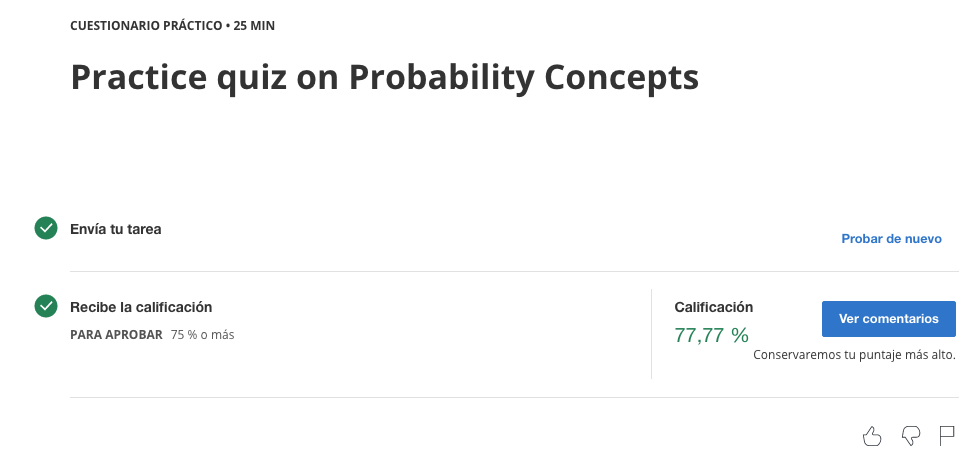 CUESTIONARIO PRÁCTICO • 25 MIN
Practice quiz on Probability Concepts
Envía tu tarea
Probar de nuevo
Recibe la calificación
PARA APROBAR 75 % o más
Calificación
77,77 %
Ver comentarios
Conservaremos tu puntaje más alto.